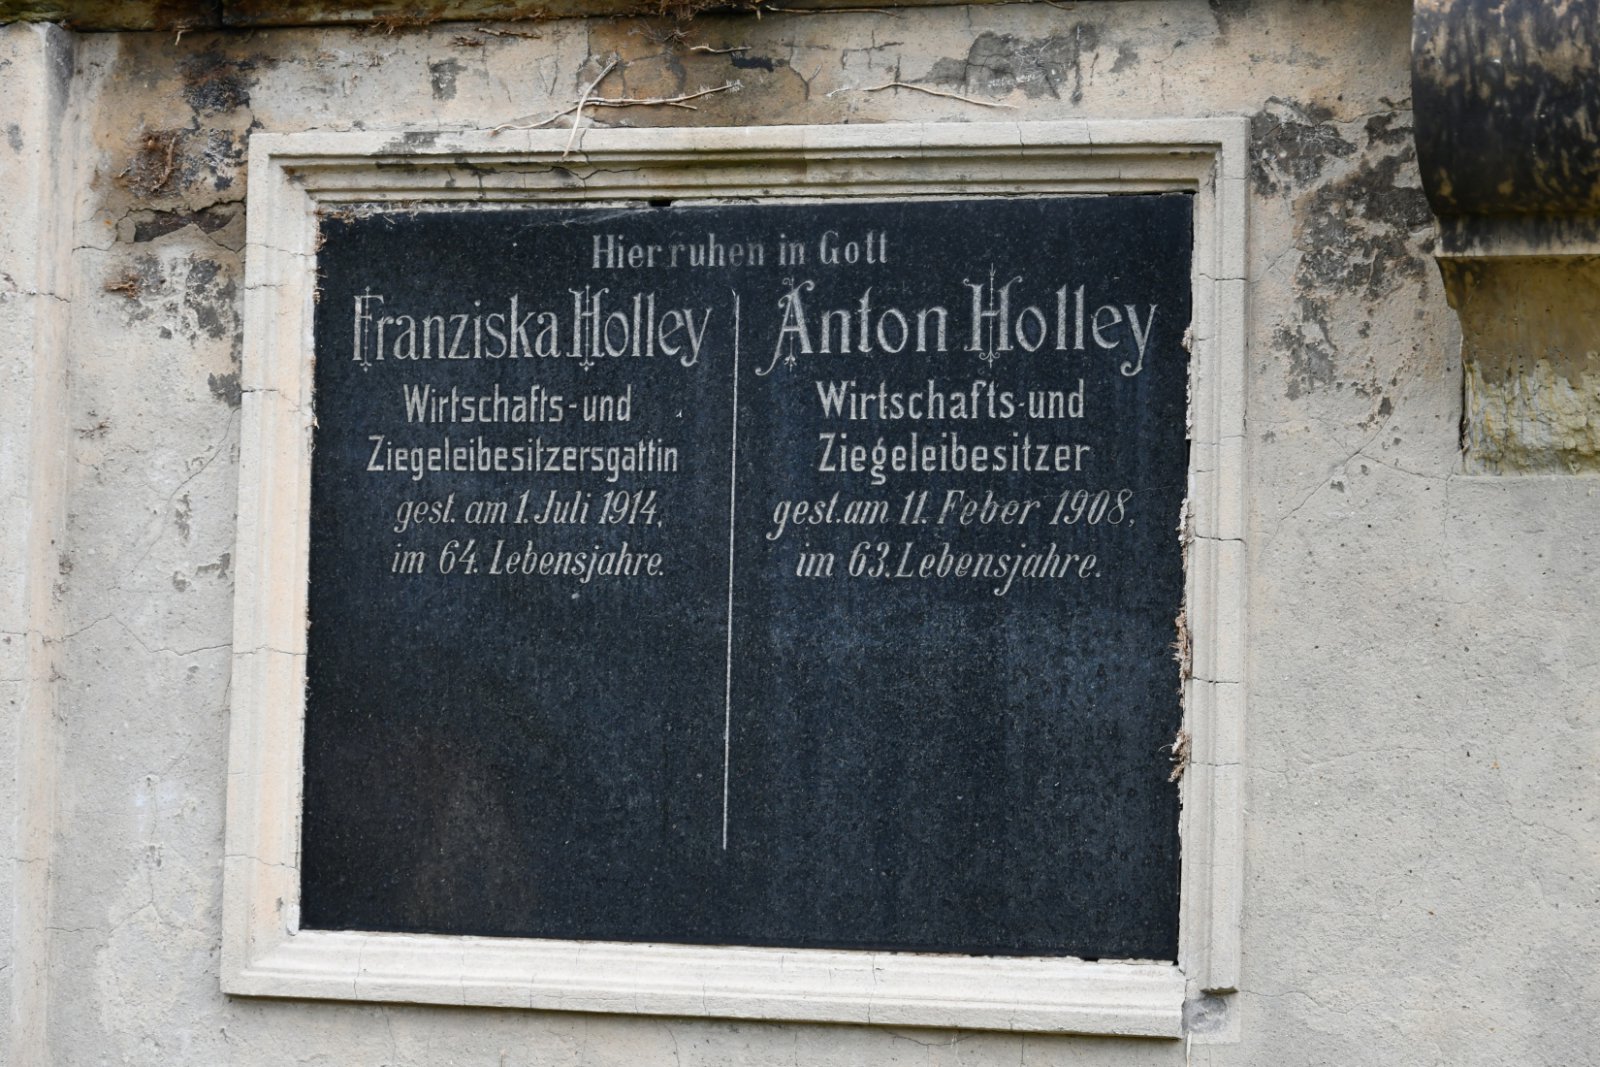 Hier ruhen in Gott
Franziska Holley
Wirtschafts- und
Ziegeleibesitzersgattin
gest. am 1. Juli 1914,
im 64. Lebensjahre.
Anton Holley
Wirtschafts- und
Ziegeleibesitzer
gest. am 11. Feber 1908,
im 63. Lebensjahre.